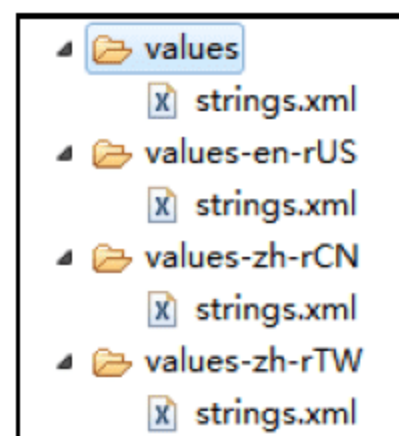 values
strings.xml
values-en-rUS
strings.xml
values-zh-rCN
strings.xml
values-zh-rTW
strings.xml